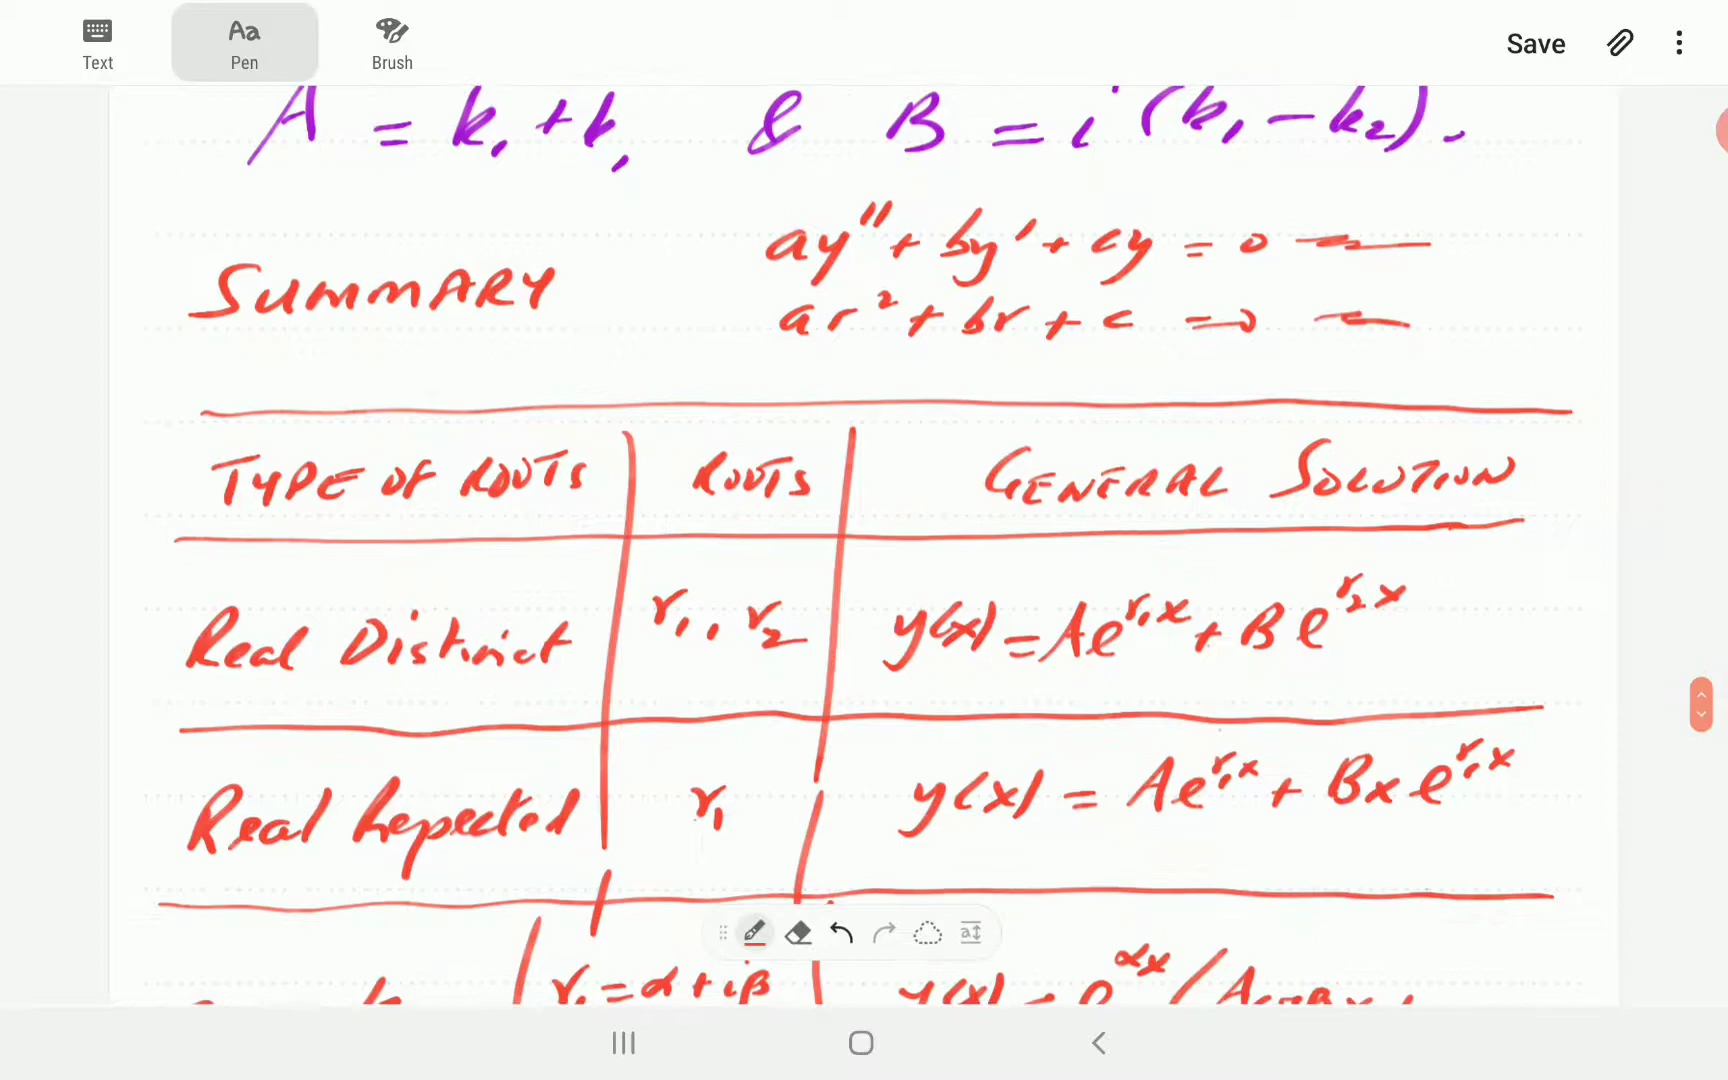 Text
Aa
Pen
Brush
Save
A = k₁ + k₁ & B = i(k₁ - k₂).
ay" + by' + cy = 0
SUMMARY
ar² + br + c = 0
TYPE OF ROOTS ROOTS GENERAL SOLUTION
Real Distinct r₁, r₂ y(x) = Ae^{r₁x} + Be^{r₂x}
Real Repeated r₁ y(x) = Ae^{r₁x} + Bxe^{r₁x}
r₁ = α + iβ